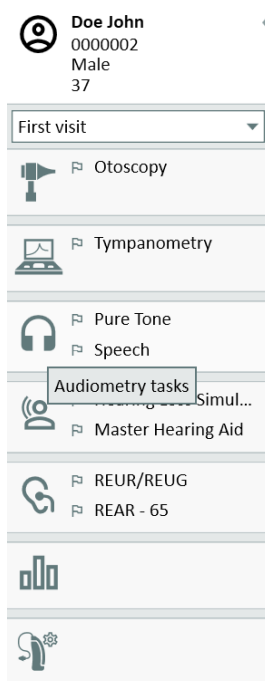 Doe John
0000002
Male
37
First visit
Otoscopy
Tympanometry
Pure Tone
Speech
Audiometry tasks
Simul...
Master Hearing Aid
REUR/REUG
REAR - 65